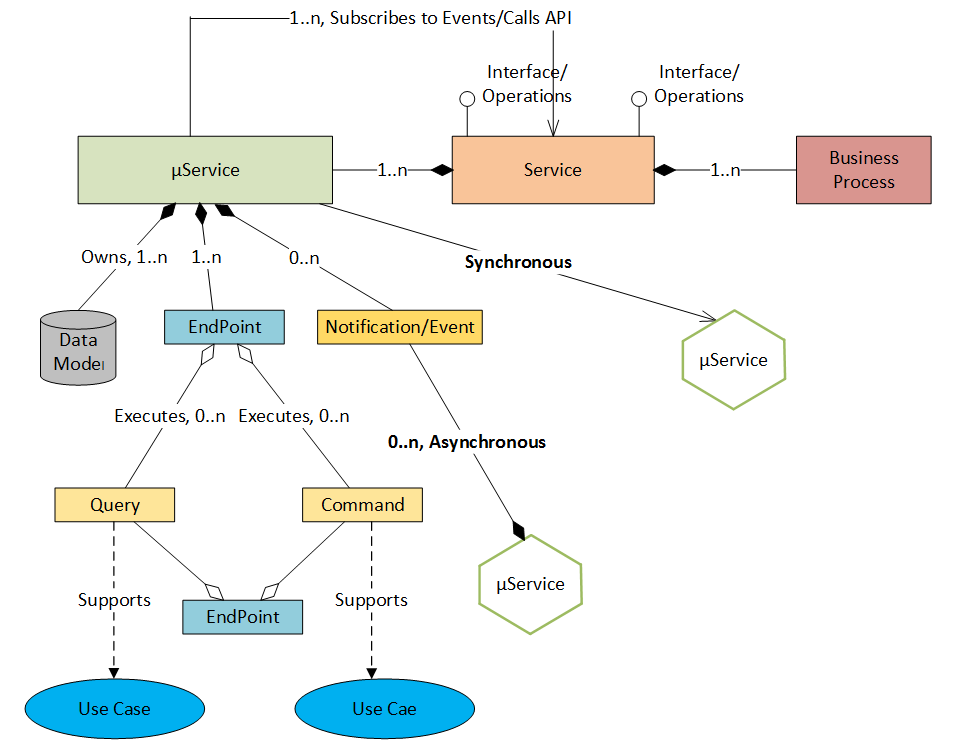 1..n, Subscribes to Events/Calls API
Interface/
Operations
Interface/
Operations
µService
1..n
Service
1..n
Business
Process
Owns, 1..n
1..n
0..n
Synchronous
EndPoint
Notification/Event
Data
Model
µService
Executes, 0..n
Executes, 0..n
0..n, Asynchronous
Query
Command
µService
Supports
Supports
EndPoint
Use Case
Use Cae